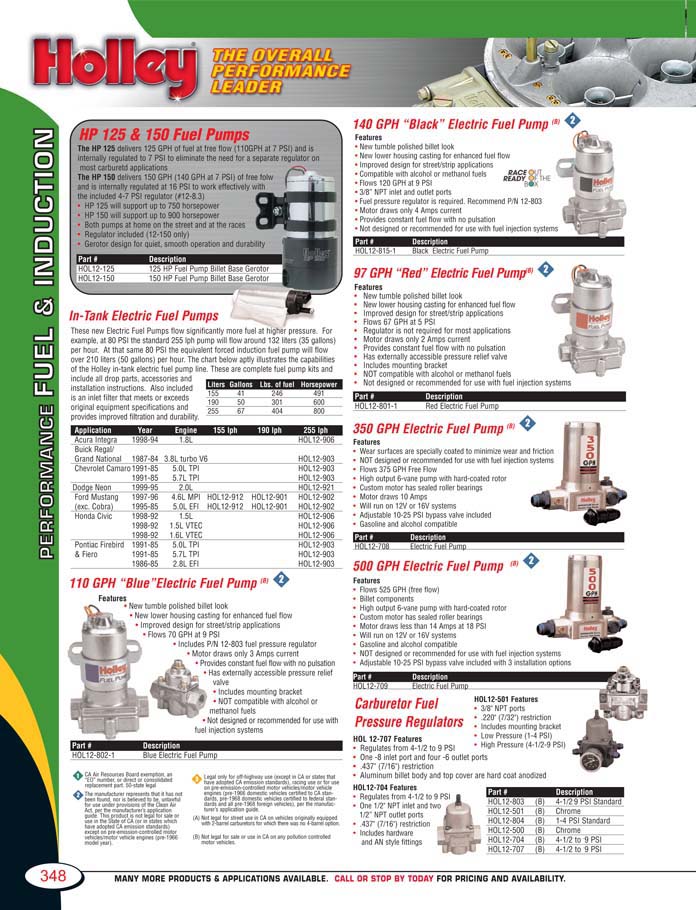 Holley
THE OVERALL
PERFORMANCE
LEADER
PERFORMANCE FUEL & INDUCTION
HP 125 & 150 Fuel Pumps
The HP 125 delivers 125 GPH of fuel at free flow (110GPH at 7 PSI) and is
internally regulated to 7 PSI to eliminate the need for a separate regulator on
most carbureted applications
The HP 150 delivers 150 GPH (140 GPH at 7 PSI) of free folw
and is internally regulated at 16 PSI to work effectively with
the included 4-7 PSI regulator (#12-8.3)
• HP 125 will support up to 750 horsepower
• HP 150 will support up to 900 horsepower
• Both pumps at home on the street and at the races
• Regulator included (12-150 only)
• Gerotor design for quiet, smooth operation and durability
Part # Description
HOL12-125 125 HP Fuel Pump Billet Base Gerotor
HOL12-150 150 HP Fuel Pump Billet Base Gerotor
In-Tank Electric Fuel Pumps
These new Electric Fuel Pumps flow significantly more fuel at higher pressure. For
example, at 80 PSI the standard 255 lph pump will flow around 132 liters (35 gallons)
per hour. At that same 80 PSI the equivalent forced induction fuel pump will flow
over 210 liters (50 gallons) per hour. The chart below aptly illustrates the capabilities
of the Holley in-tank electric fuel pump line. These are complete fuel pump kits and
include all drop parts, accessories and
installation instructions. Also included
is an inlet filter that meets or exceeds
original equipment specifications and
provides improved filtration and durability.
Liters Gallons Lbs. of fuel Horsepower
155 41 246 491
190 50 301 600
255 67 404 800
Application Year Engine 155 lph 190 lph 255 lph
Acura Integra 1998-94 1.8L HOL12-906
Buick Regal/
Grand National 1987-84 3.8L turbo V6 HOL12-903
Chevrolet Camaro 1991-85 5.0L TPI HOL12-903
1991-85 5.7L TPI HOL12-903
Dodge Neon 1999-95 2.0L HOL12-921
Ford Mustang 1997-96 4.6L MPI HOL12-912 HOL12-901 HOL12-902
(exc. Cobra) 1995-85 5.0L EFI HOL12-912 HOL12-901 HOL12-902
Honda Civic 1998-92 1.5L HOL12-906
1998-92 1.5L VTEC HOL12-906
1998-92 1.6L VTEC HOL12-906
Pontiac Firebird 1991-85 5.0L TPI HOL12-903
& Fiero 1991-85 5.7L TPI HOL12-903
1986-85 2.8L EFI HOL12-903
110 GPH “Blue”Electric Fuel Pump (B) 2
Features
• New tumble polished billet look
• New lower housing casting for enhanced fuel flow
• Improved design for street/strip applications
• Flows 70 GPH at 9 PSI
• Includes P/N 12-803 fuel pressure regulator
• Motor draws only 3 Amps current
• Provides constant fuel flow with no pulsation
• Has externally accessible pressure relief
valve
• Includes mounting bracket
• NOT compatible with alcohol or
methanol fuels
• Not designed or recommended for use with
fuel injection systems
Part # Description
HOL12-802-1 Blue Electric Fuel Pump
140 GPH “Black” Electric Fuel Pump (B) 2
Features
• New tumble polished billet look
• New lower housing casting for enhanced fuel flow
• Improved design for street/strip applications
• Compatible with alcohol or methanol fuels
• Flows 120 GPH at 9 PSI
• 3/8" NPT inlet and outlet ports
• Fuel pressure regulator is required. Recommend P/N 12-803
• Motor draws only 4 Amps current
• Provides constant fuel flow with no pulsation
• Not designed or recommended for use with fuel injection systems
RACE OUT
READY OF THE
BOX
Part # Description
HOL12-815-1 Black Electric Fuel Pump
97 GPH “Red” Electric Fuel Pump(B) 2
Features
• New tumble polished billet look
• New lower housing casting for enhanced fuel flow
• Improved design for street/strip applications
• Flows 67 GPH at 5 PSI
• Regulator is not required for most applications
• Motor draws only 2 Amps current
• Provides constant fuel flow with no pulsation
• Has externally accessible pressure relief valve
• Includes mounting bracket
• NOT compatible with alcohol or methanol fuels
• Not designed or recommended for use with fuel injection systems
Part # Description
HOL12-801-1 Red Electric Fuel Pump
350 GPH Electric Fuel Pump (B) 2
Features
• Wear surfaces are specially coated to minimize wear and friction
• NOT designed or recommended for use with fuel injection systems
• Flows 375 GPH Free Flow
• High output 6-vane pump with hard-coated rotor
• Custom motor has sealed roller bearings
• Motor draws 10 Amps
• Will run on 12V or 16V systems
• Adjustable 10-25 PSI bypass valve included
• Gasoline and alcohol compatible
350 GPH
Part # Description
HOL12-708 Electric Fuel Pump
500 GPH Electric Fuel Pump (B) 2
Features
• Flows 525 GPH (free flow)
• Billet components
• High output 6-vane pump with hard-coated rotor
• Custom motor has sealed roller bearings
• Motor draws less than 14 Amps at 18 PSI
• Will run on 12V or 16V systems
• Gasoline and alcohol compatible
• NOT designed or recommended for use with fuel injection systems
• Adjustable 10-25 PSI bypass valve included with 3 installation options
500 GPH
Part # Description
HOL12-709 Electric Fuel Pump
Carburetor Fuel
Pressure Regulators
HOL12-501 Features
• 3/8" NPT ports
• .220" (7/32") restriction
• Includes mounting bracket
• Low Pressure (1-4 PSI)
• High Pressure (4-1/2-9 PSI)
HOL 12-707 Features
• Regulates from 4-1/2 to 9 PSI
• One -8 inlet port and four -6 outlet ports
• .437" (7/16") restriction
• Aluminum billet body and top cover are hard coat anodized
HOL12-704 Features
• Regulates from 4-1/2 to 9 PSI
• One 1/2" NPT inlet and two
1/2” NPT outlet ports
• .437" (7/16") restriction
• Includes hardware
and AN style fittings
Part # Description
HOL12-803 (B) 4-1/29 PSI Standard
HOL12-501 (B) Chrome
HOL12-804 (B) 1-4 PSI Standard
HOL12-500 (B) Chrome
HOL12-704 (B) 4-1/2 to 9 PSI
HOL12-707 (B) 4-1/2 to 9 PSI
1 CA Air Resources Board exemption, an
"EO" number, or direct or consolidated
replacement part. 50-state legal
2 The manufacturer represents that it has not
been found, nor is believed to be, unlawful
for use under provisions of the Clean Air
Act, per the manufacturer's application
guide. This product is not legal for sale or
use in the State of CA (or in states which
have adopted CA emission standards)
except on pre-emission-controlled motor
vehicles/motor vehicle engines (pre-1966
model year).
3 Legal only for off-highway use (except in CA or states that
have adopted CA emission standards), racing use or for use
on pre-emission-controlled motor vehicles/motor vehicle
engines (pre-1966 domestic vehicles certified to CA stan-
dards, pre-1968 domestic vehicles certified to federal stan-
dards and all pre-1968 foreign vehicles), per the manufac-
turer's application guide.
(A) Not legal for street use in CA on vehicles originally equipped
with 2-barrel carburetors for which there was no 4-barrel option.
(B) Not legal for sale or use in CA on any pollution controlled
motor vehicles.
348
MANY MORE PRODUCTS & APPLICATIONS AVAILABLE. CALL OR STOP BY TODAY FOR PRICING AND AVAILABILITY.